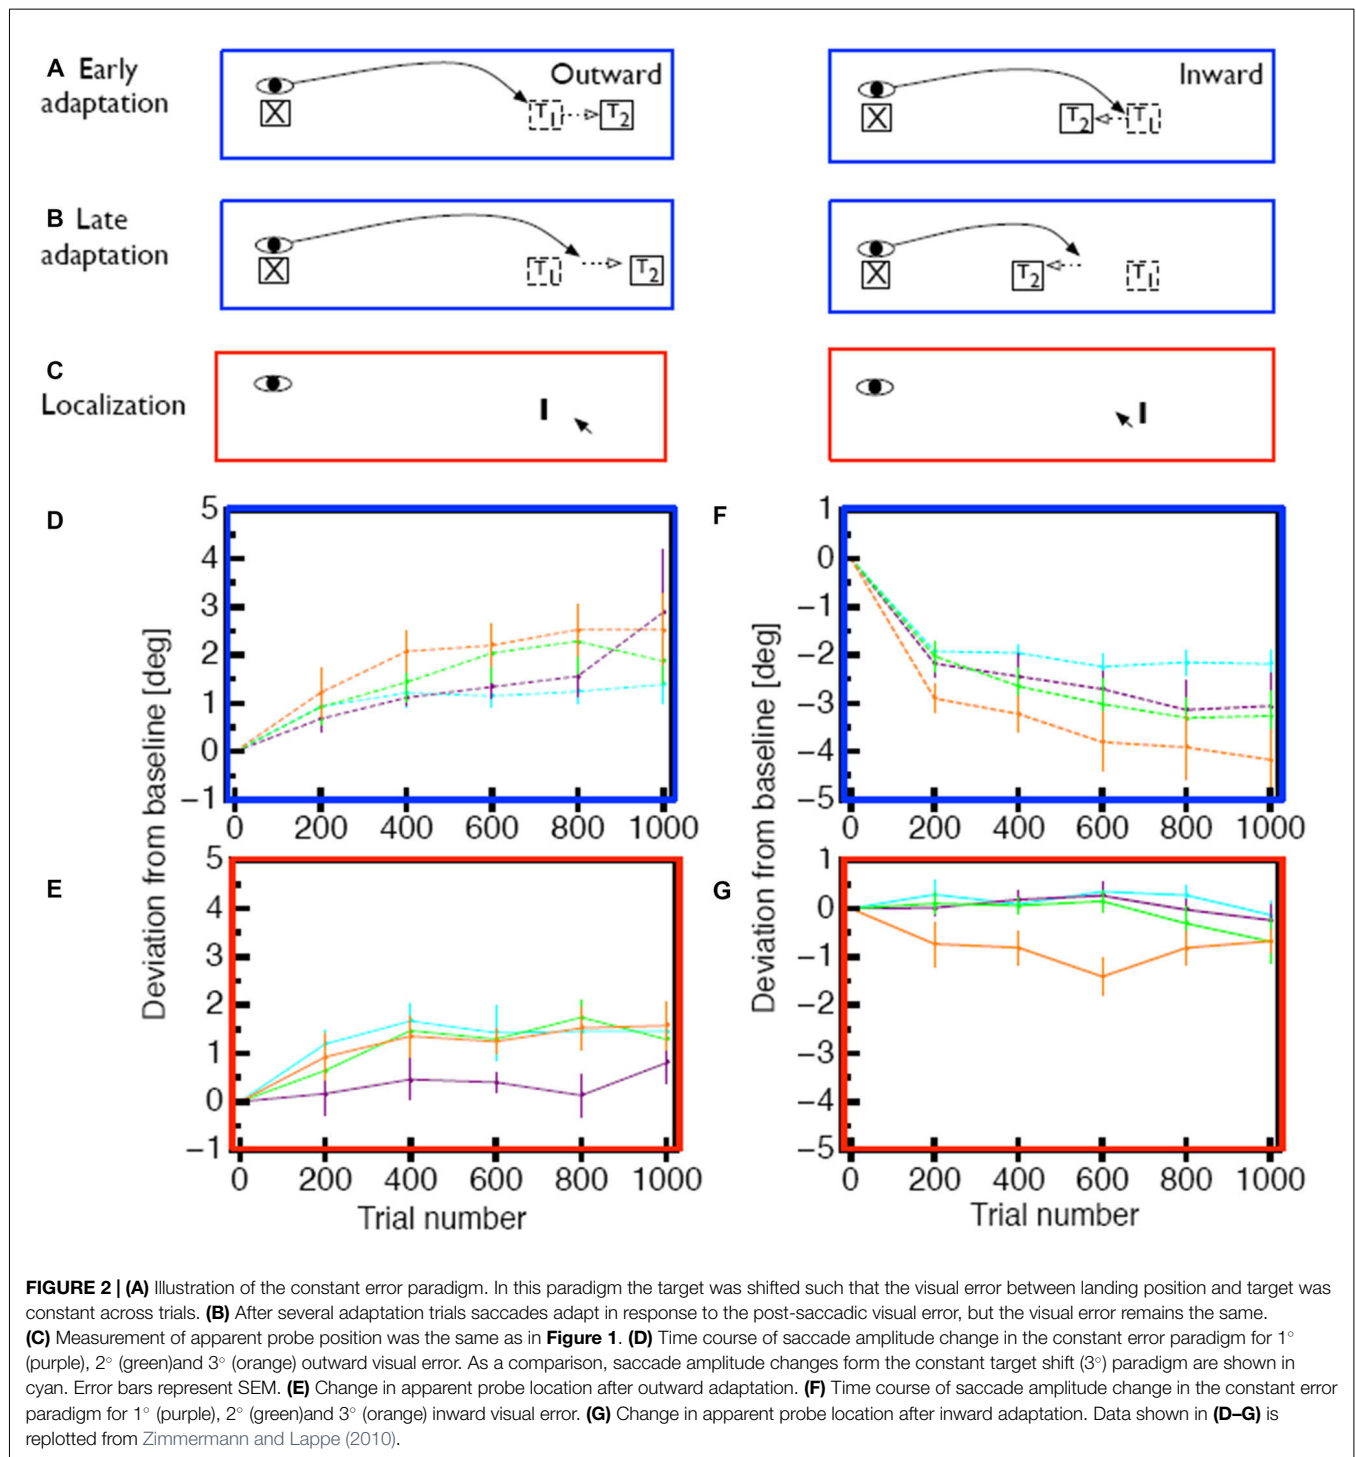 A Early
adaptation
X
T1
T2
Outward
X
T2
T1
Inward
B Late
adaptation
X
T1
T2
X
T2
T1
C
Localization
D
Deviation from baseline [deg]
5
4
3
2
1
0
−1
0 200 400 600 800 1000
F
Deviation from baseline [deg]
1
0
−1
−2
−3
−4
−5
0 200 400 600 800 1000
E
5
4
3
2
1
0
−1
0 200 400 600 800 1000
Trial number
G
1
0
−1
−2
−3
−4
−5
0 200 400 600 800 1000
Trial number
FIGURE 2 | (A) Illustration of the constant error paradigm. In this paradigm the target was shifted such that the visual error between landing position and target was
constant across trials. (B) After several adaptation trials saccades adapt in response to the post-saccadic visual error, but the visual error remains the same.
(C) Measurement of apparent probe position was the same as in Figure 1. (D) Time course of saccade amplitude change in the constant error paradigm for 1°
(purple), 2° (green)and 3° (orange) outward visual error. As a comparison, saccade amplitude changes form the constant target shift (3°) paradigm are shown in
cyan. Error bars represent SEM. (E) Change in apparent probe location after outward adaptation. (F) Time course of saccade amplitude change in the constant error
paradigm for 1° (purple), 2° (green)and 3° (orange) inward visual error. (G) Change in apparent probe location after inward adaptation. Data shown in (D–G) is
replotted from Zimmermann and Lappe (2010).